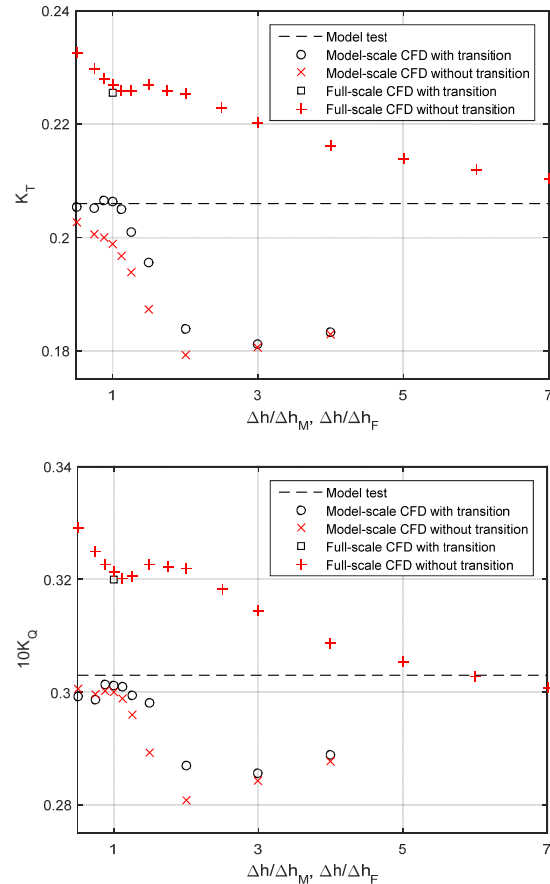 0.24
Model test
Model-scale CFD with transition
Model-scale CFD without transition
Full-scale CFD with transition
Full-scale CFD without transition
0.22
K_T
0.2
0.18
1 3 5 7
Δh/Δh_M, Δh/Δh_F
0.34
Model test
Model-scale CFD with transition
Model-scale CFD without transition
Full-scale CFD with transition
Full-scale CFD without transition
0.32
10K_Q
0.3
0.28
1 3 5 7
Δh/Δh_M, Δh/Δh_F